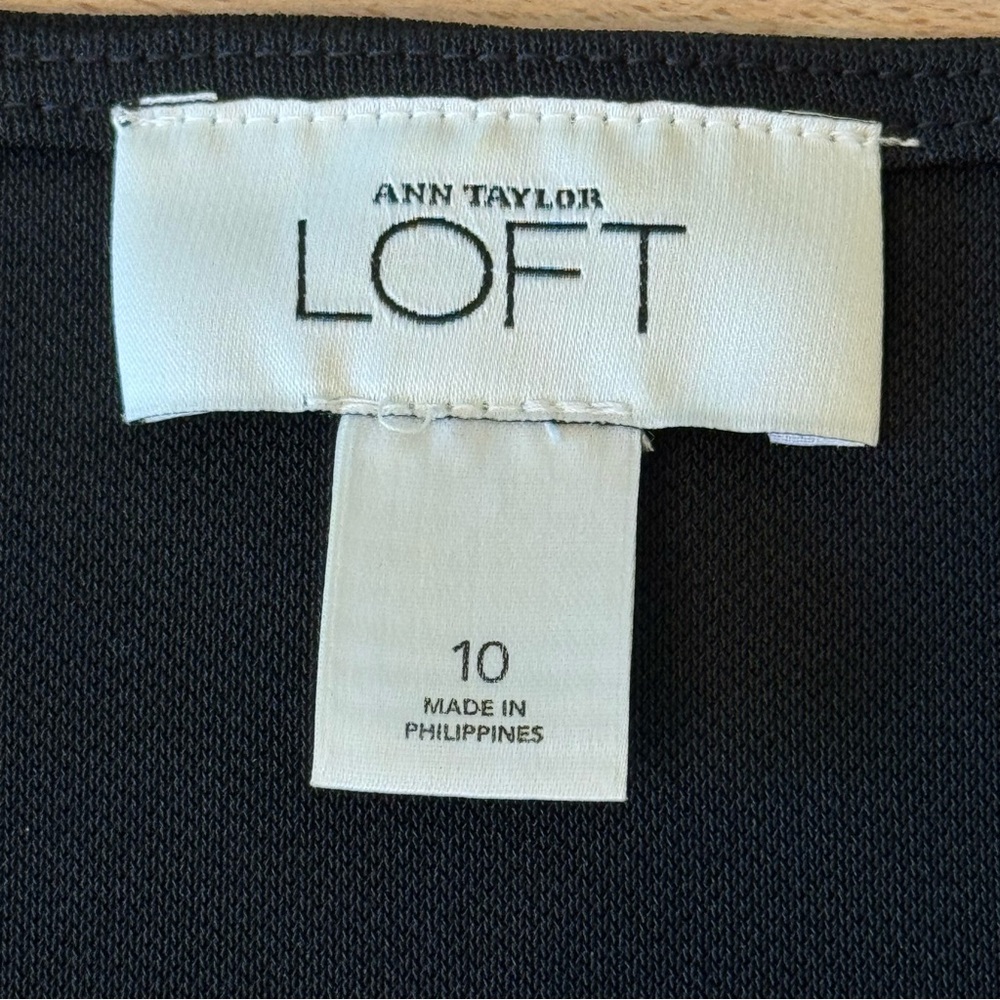 ANN TAYLOR
LOFT
10
MADE IN
PHILIPPINES